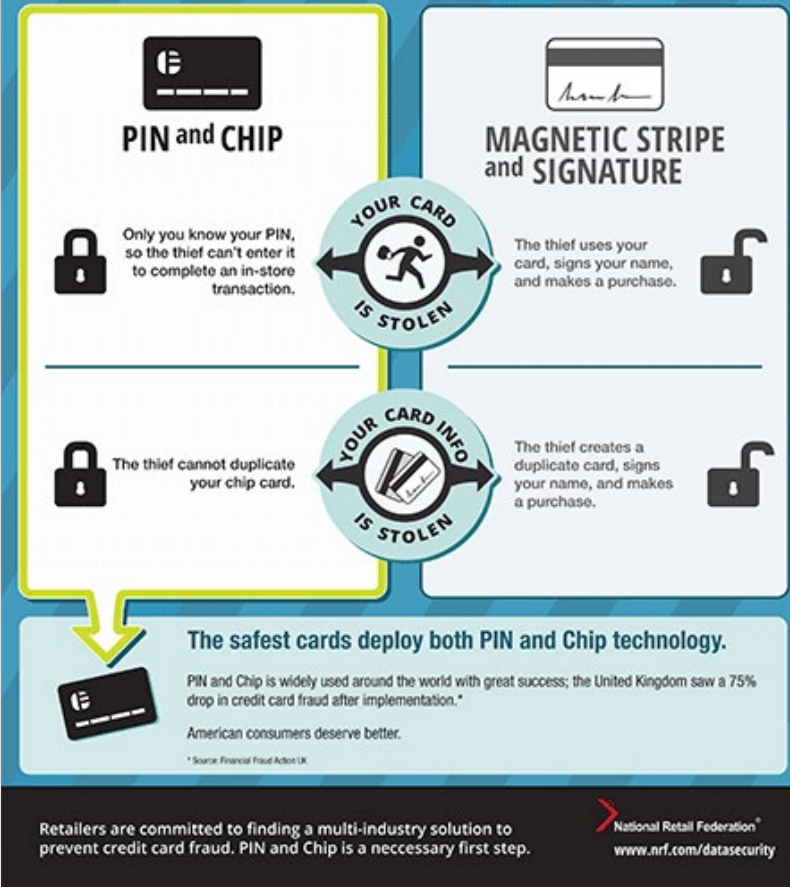 PIN and CHIP
Only you know your PIN,
so the thief can't enter it
to complete an in-store
transaction.
The thief cannot duplicate
your chip card.
YOUR CARD
IS STOLEN
YOUR CARD INFO
IS STOLEN
MAGNETIC STRIPE
and SIGNATURE
The thief uses your
card, signs your name,
and makes a purchase.
The thief creates a
duplicate card, signs
your name, and makes
a purchase.
The safest cards deploy both PIN and Chip technology.
PIN and Chip is widely used around the world with great success; the United Kingdom saw a 75%
drop in credit card fraud after implementation.*
American consumers deserve better.
* Source: Financial Fraud Action UK
Retailers are committed to finding a multi-industry solution to
prevent credit card fraud. PIN and Chip is a neccessary first step.
National Retail Federation®
www.nrf.com/datasecurity